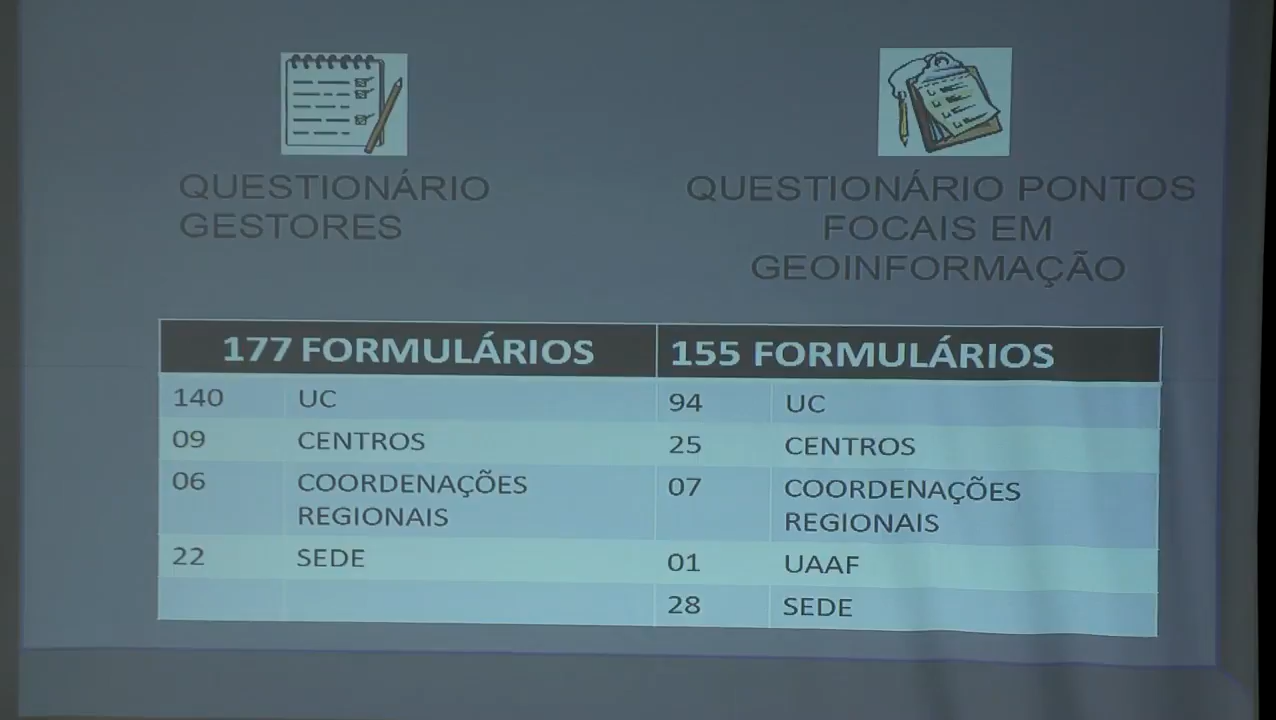 QUESTIONÁRIO
GESTORES
QUESTIONÁRIO PONTOS
FOCAIS EM
GEOINFORMAÇÃO
177 FORMULÁRIOS
155 FORMULÁRIOS
140 UC
94 UC
09 CENTROS
25 CENTROS
06 COORDENAÇÕES
REGIONAIS
07 COORDENAÇÕES
REGIONAIS
22 SEDE
01 UAAF
28 SEDE